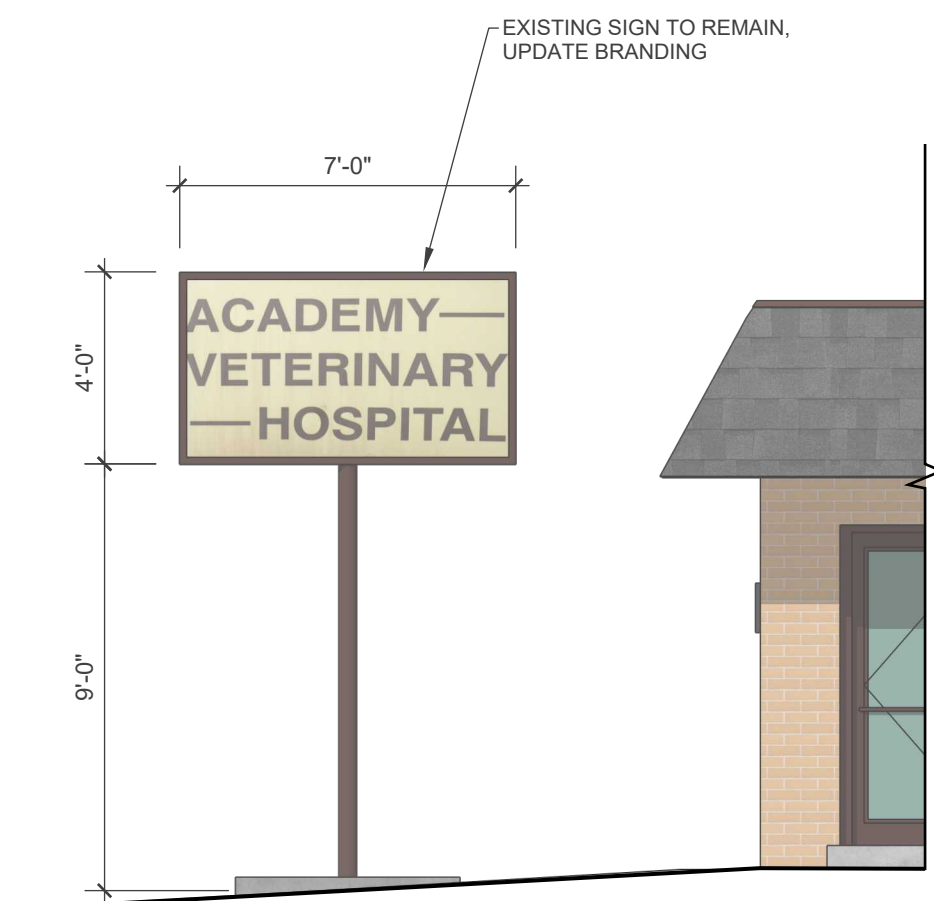 EXISTING SIGN TO REMAIN,
UPDATE BRANDING
7'-0"
4'-0"
ACADEMY—
VETERINARY
—HOSPITAL
9'-0"